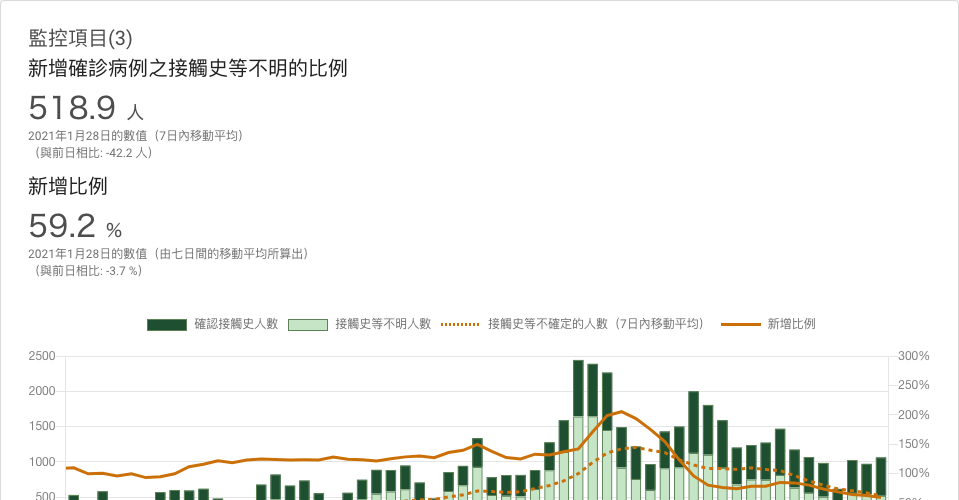 監控項目(3)
新增確診病例之接觸史等不明的比例
518.9 人
2021年1月28日的數值（7日內移動平均）
（與前日相比: -42.2 人）
新增比例
59.2 %
2021年1月28日的數值（由七日間的移動平均所算出）
（與前日相比: -3.7 %）
確認接觸史人數 接觸史等不明人數 接觸史等不確定的人數（7日內移動平均） 新增比例
2500 300%
250%
2000
200%
1500
150%
1000
100%
500
50%